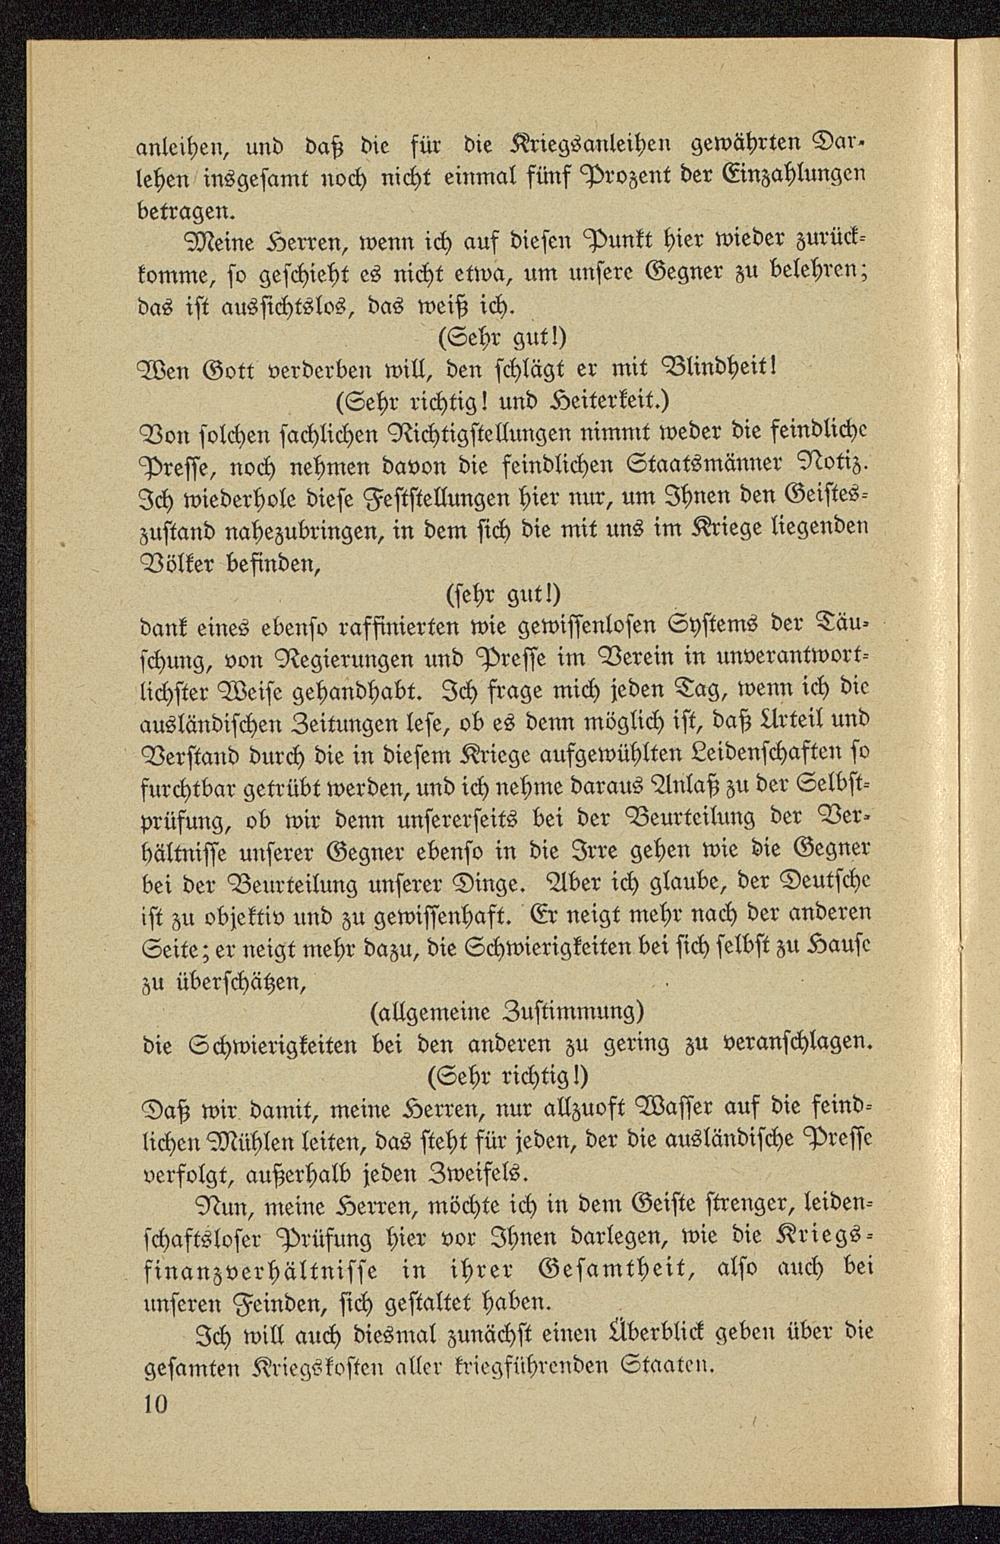 anleihen, und daß die für die Kriegsanleihen gewährten Dar-
lehen insgesamt noch nicht einmal fünf Prozent der Einzahlungen
betragen.
Meine Herren, wenn ich auf diesen Punkt hier wieder zurück-
komme, so geschieht es nicht etwa, um unsere Gegner zu belehren;
das ist aussichtslos, das weiß ich.
(Sehr gut!)
Wen Gott verderben will, den schlägt er mit Blindheit!
(Sehr richtig! und Heiterkeit.)
Von solchen sachlichen Richtigstellungen nimmt weder die feindliche
Presse, noch nehmen davon die feindlichen Staatsmänner Notiz.
Ich wiederhole diese Feststellungen hier nur, um Ihnen den Geistes-
zustand nahezubringen, in dem sich die mit uns im Kriege liegenden
Völker befinden,
(sehr gut!)
dank eines ebenso raffinierten wie gewissenlosen Systems der Täu-
schung, von Regierungen und Presse im Verein in unverantwort-
lichster Weise gehandhabt. Ich frage mich jeden Tag, wenn ich die
ausländischen Zeitungen lese, ob es denn möglich ist, daß Urteil und
Verstand durch die in diesem Kriege aufgewühlten Leidenschaften so
furchtbar getrübt werden, und ich nehme daraus Anlaß zu der Selbst-
prüfung, ob wir denn unsererseits bei der Beurteilung der Ver-
hältnisse unserer Gegner ebenso in die Irre gehen wie die Gegner
bei der Beurteilung unserer Dinge. Aber ich glaube, der Deutsche
ist zu objektiv und zu gewissenhaft. Er neigt mehr nach der anderen
Seite; er neigt mehr dazu, die Schwierigkeiten bei sich selbst zu Hause
zu überschätzen,
(allgemeine Zustimmung)
die Schwierigkeiten bei den anderen zu gering zu veranschlagen.
(Sehr richtig!)
Daß wir damit, meine Herren, nur allzuoft Wasser auf die feind-
lichen Mühlen leiten, das steht für jeden, der die ausländische Presse
verfolgt, außerhalb jeden Zweifels.
Nun, meine Herren, möchte ich in dem Geiste strenger, leiden-
schaftsloser Prüfung hier vor Ihnen darlegen, wie die Kriegs-
finanzverhältnisse in ihrer Gesamtheit, also auch bei
unseren Feinden, sich gestaltet haben.
Ich will auch diesmal zunächst einen Überblick geben über die
gesamten Kriegskosten aller kriegführenden Staaten.
10